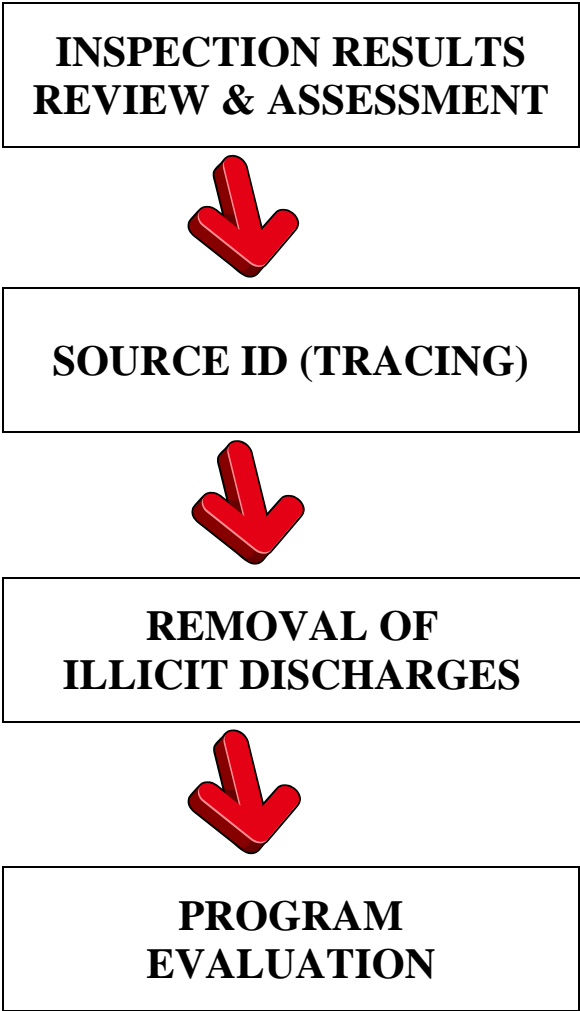 INSPECTION RESULTS
REVIEW & ASSESSMENT
SOURCE ID (TRACING)
REMOVAL OF
ILLICIT DISCHARGES
PROGRAM
EVALUATION